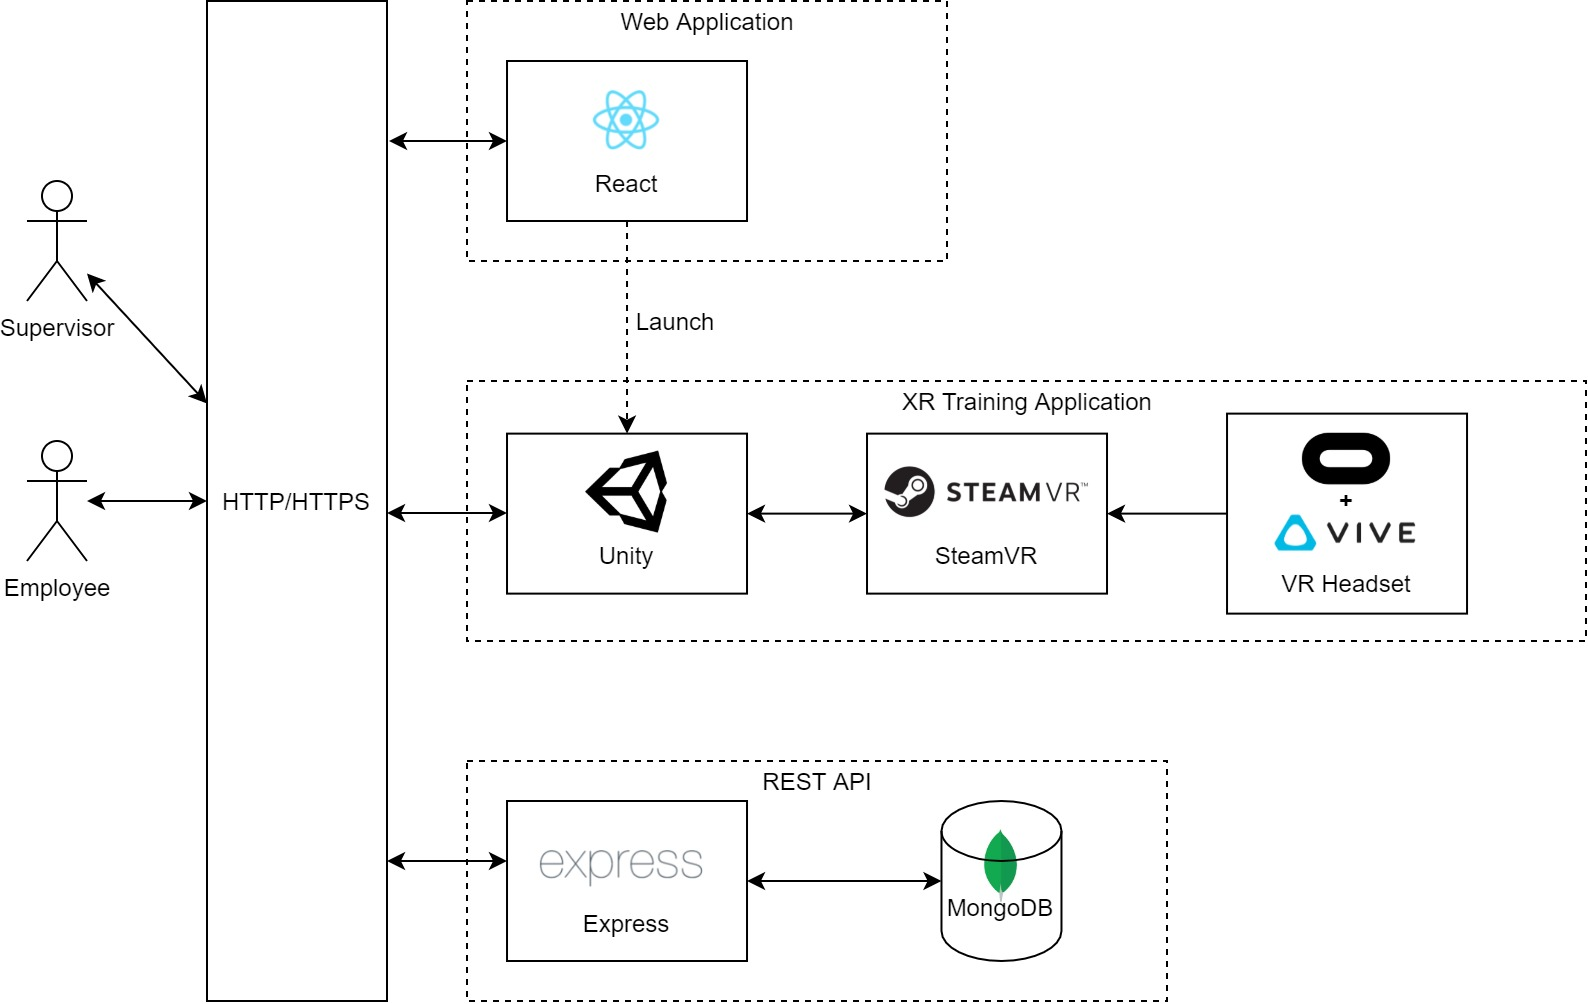 Web Application
React
Supervisor
Launch
XR Training Application
Employee
HTTP/HTTPS
Unity
STEAMVR™
SteamVR
+
VIVE
VR Headset
REST API
express
Express
MongoDB